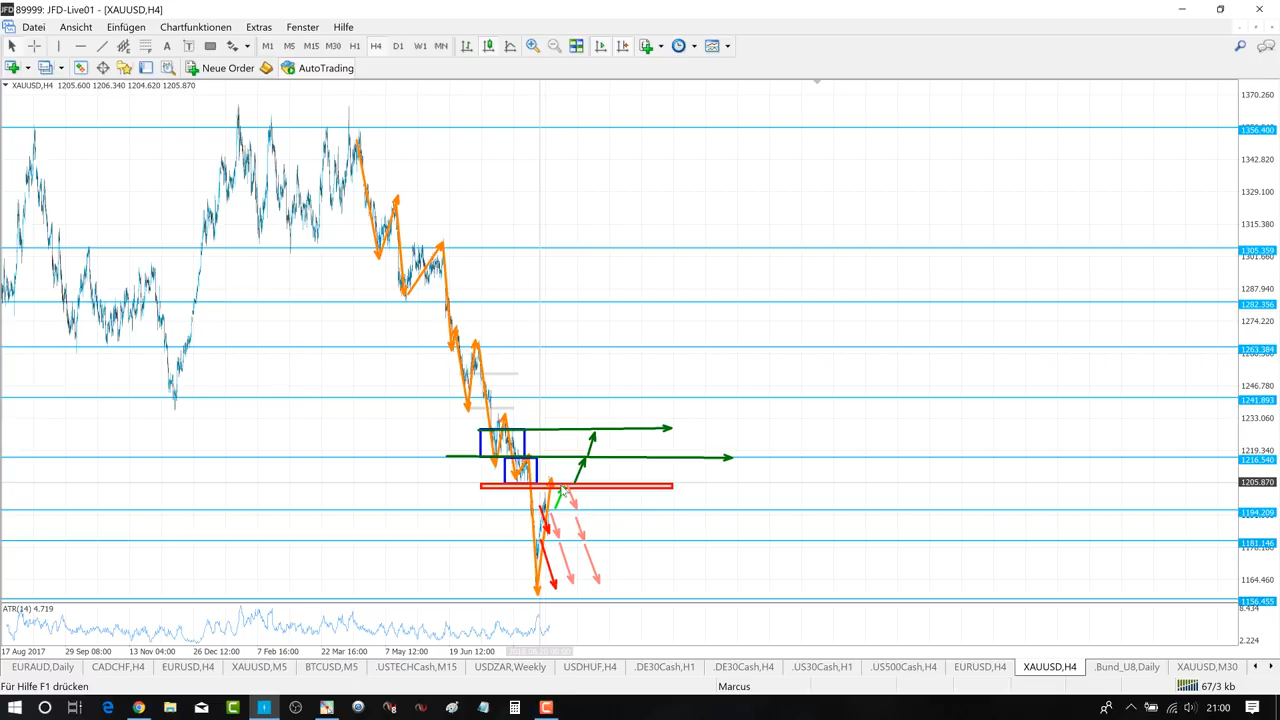 JFD 89999: JFD-Live01 - [XAUUSD,H4]
Datei Ansicht Einfügen Chartfunktionen Extras Fenster Hilfe
A T M1 M5 M15 M30 H1 H4 D1 W1 MN
New Order AutoTrading
XAUUSD,H4 1205.600 1206.340 1204.620 1205.870
1370.260
1356.400
1342.820
1329.100
1315.380
1305.359
1301.660
1287.940
1282.356
1274.220
1263.384
1246.780
1241.893
1233.060
1219.340
1216.540
1205.870
1194.209
1181.146
1164.460
1156.455
ATR(14) 4.719
8.434
2.224
17 Aug 2017 29 Sep 08:00 13 Nov 04:00 26 Dec 12:00 7 Feb 16:00 22 Mar 16:00 7 May 12:00 19 Jun 12:00 2018.08.20 00:00
EURAUD,Daily CADCHF,H4 EURUSD,H4 XAUUSD,M5 BTCUSD,M5 .USTECHCash,M15 USDZAR,Weekly USDHUF,H4 .DE30Cash,H1 .DE30Cash,H4 .US30Cash,H1 .US500Cash,H4 EURUSD,H4 XAUUSD,H4 .Bund_U8,Daily XAUUSD,M30
Für Hilfe F1 drücken Marcus 67/3 kb
21:00